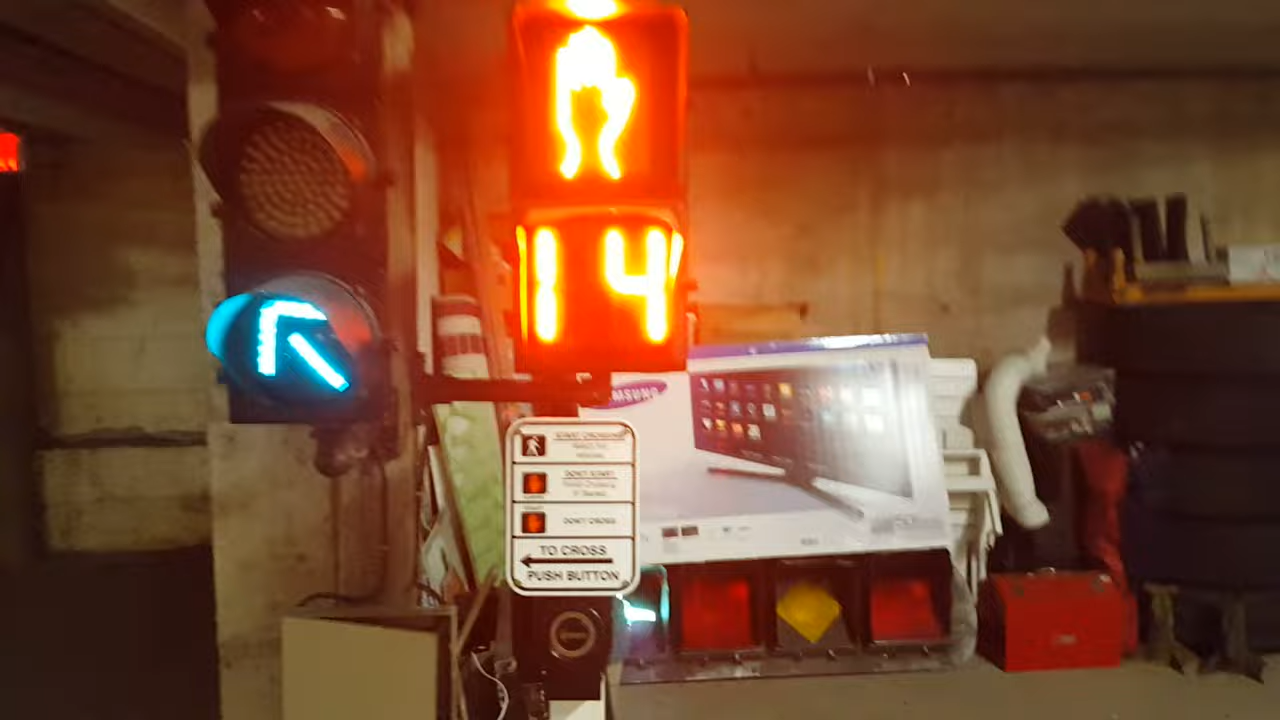 14
SAMSUNG
START CROSSING
DON'T START
DON'T CROSS
TO CROSS
PUSH BUTTON